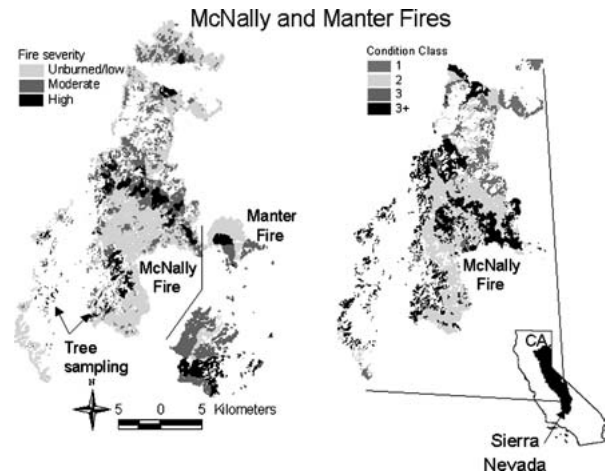 McNally and Manter Fires
Fire severity
Unburned/low
Moderate
High
Manter
Fire
McNally
Fire
Tree
sampling
N
5 0 5 Kilometers
Condition Class
1
2
3
3+
McNally
Fire
CA
Sierra
Nevada